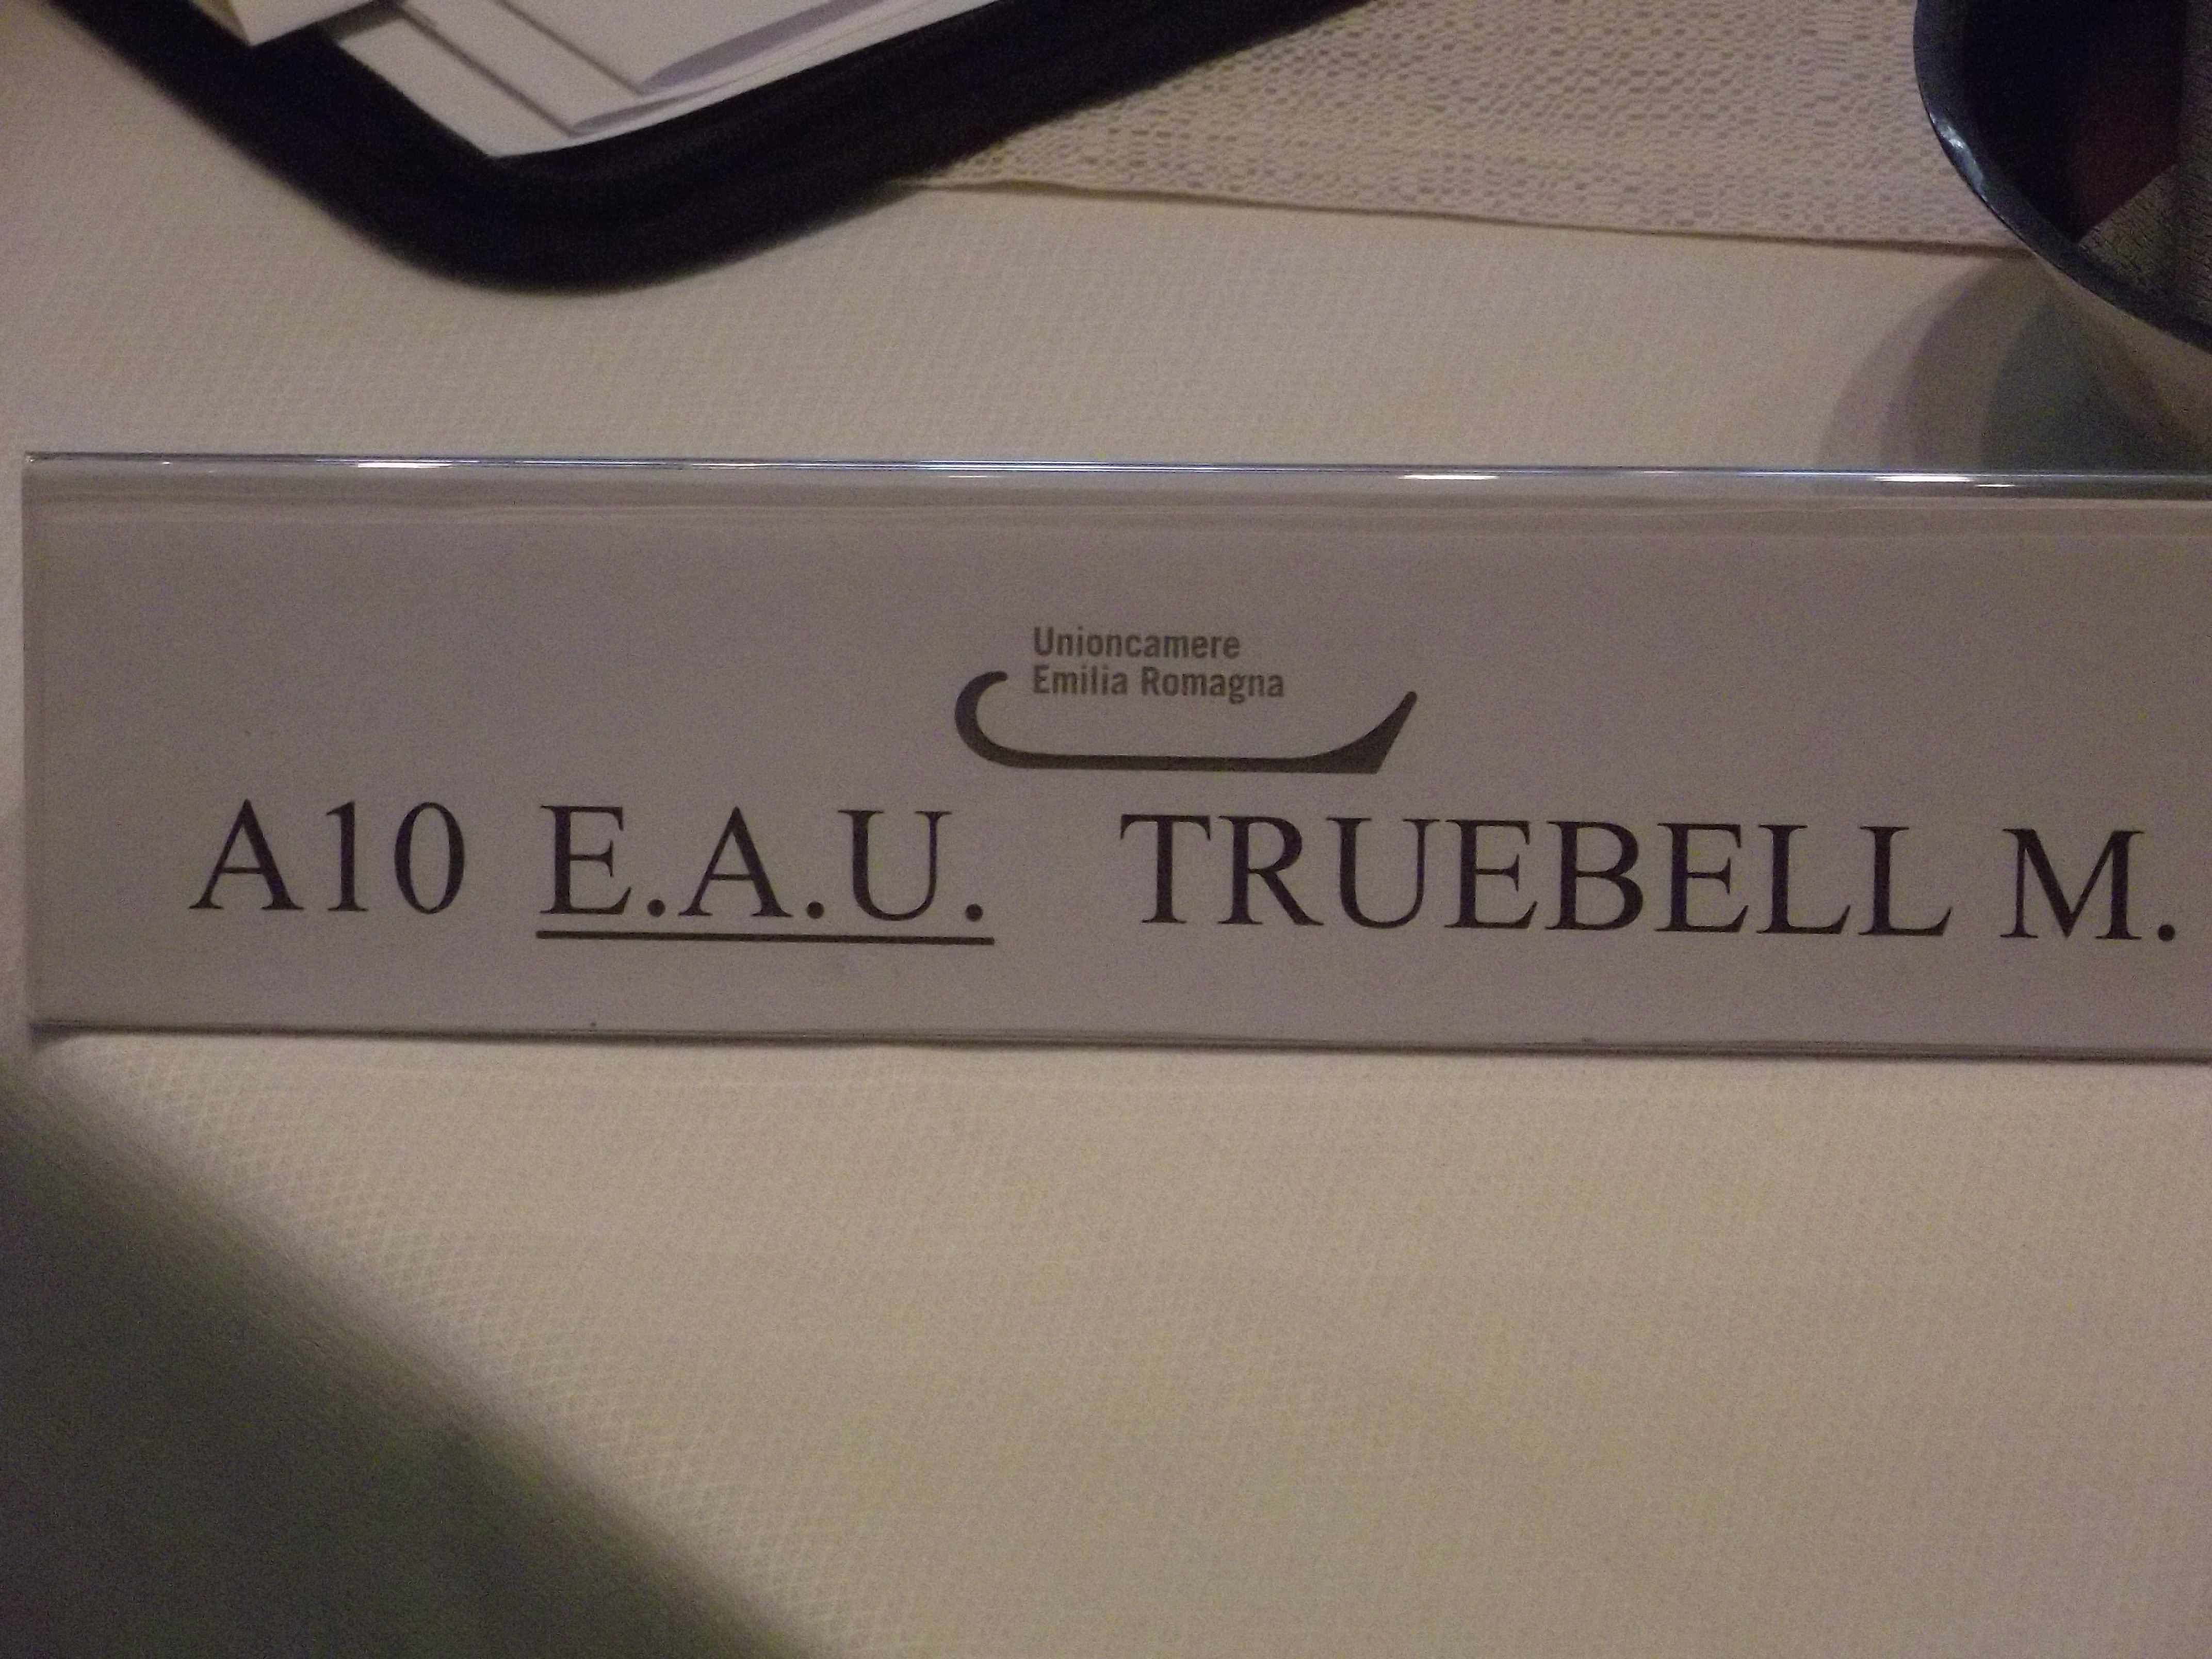 Unioncamere
Emilia Romagna
A10 E.A.U. TRUEBELL M.